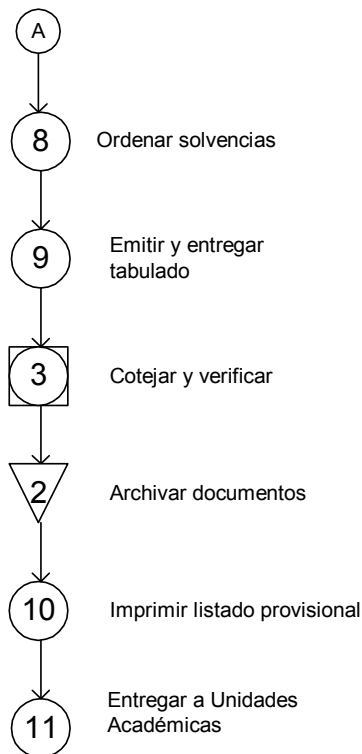 A
8 Ordenar solvencias
9 Emitir y entregar
tabulado
3 Cotejar y verificar
2 Archivar documentos
10 Imprimir listado provisional
11 Entregar a Unidades
Académicas